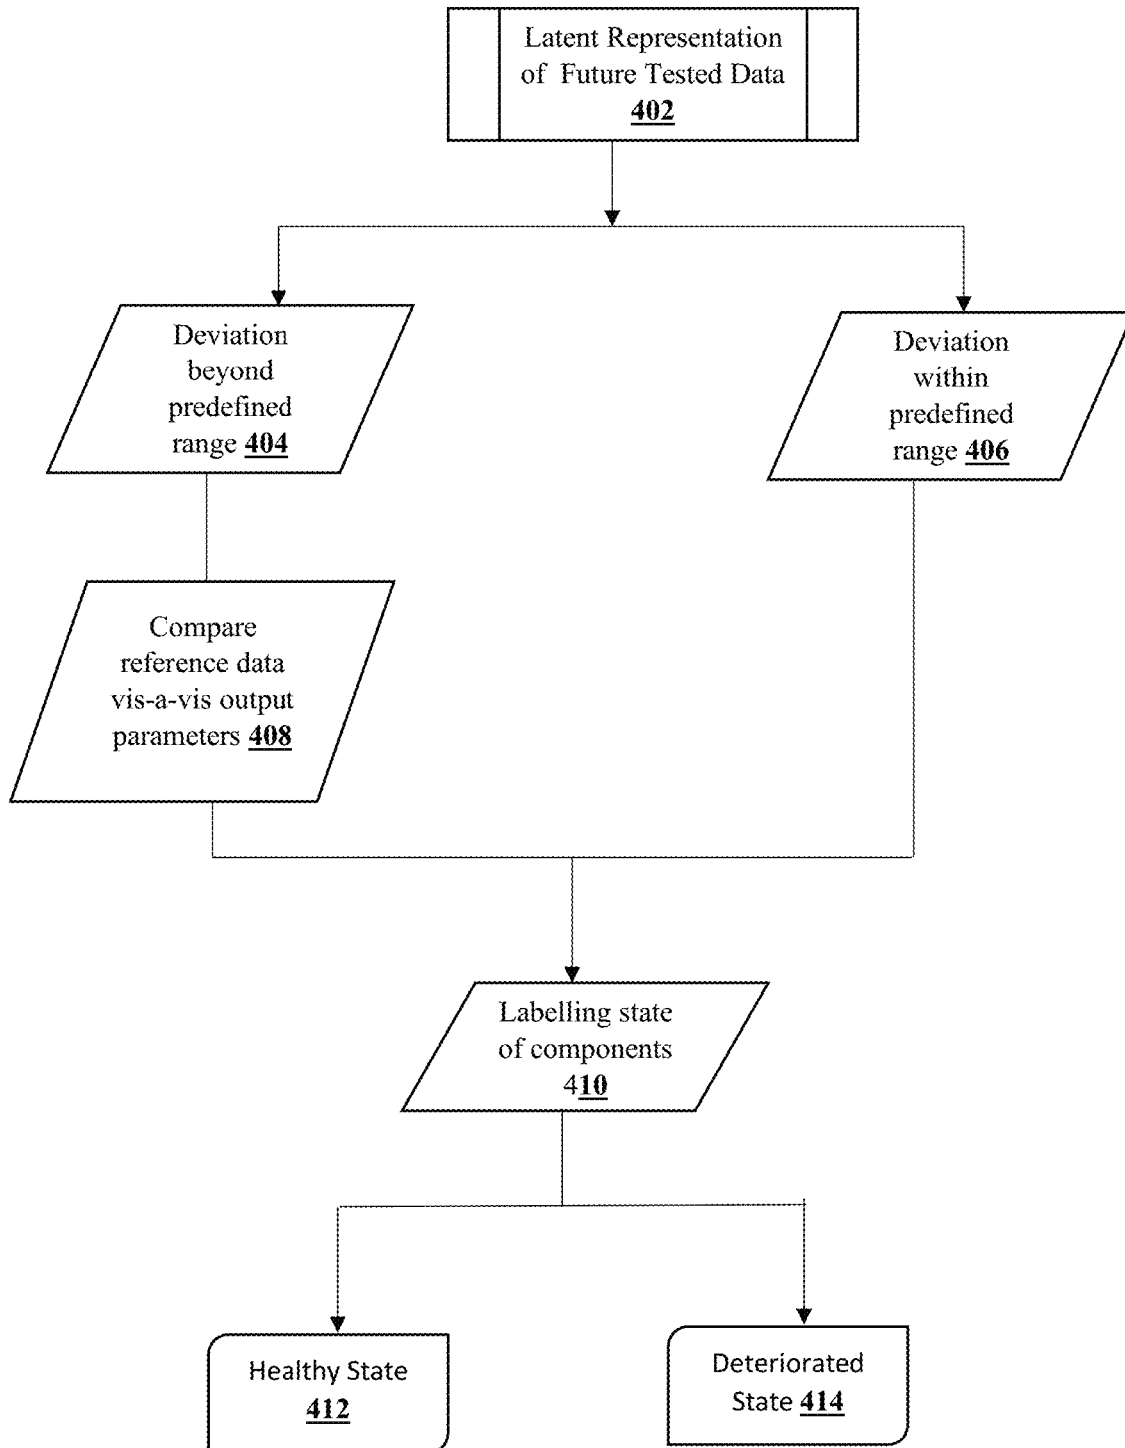 Latent Representation
of Future Tested Data
402
Deviation
beyond
predefined
range 404
Deviation
within
predefined
range 406
Compare
reference data
vis-a-vis output
parameters 408
Labelling state
of components
410
Healthy State
412
Deteriorated
State 414